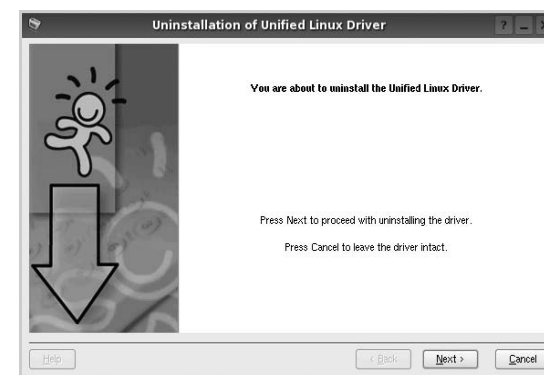 Uninstallation of Unified Linux Driver
You are about to uninstall the Unified Linux Driver.
Press Next to proceed with uninstalling the driver.
Press Cancel to leave the driver intact.
Help
< Back
Next >
Cancel